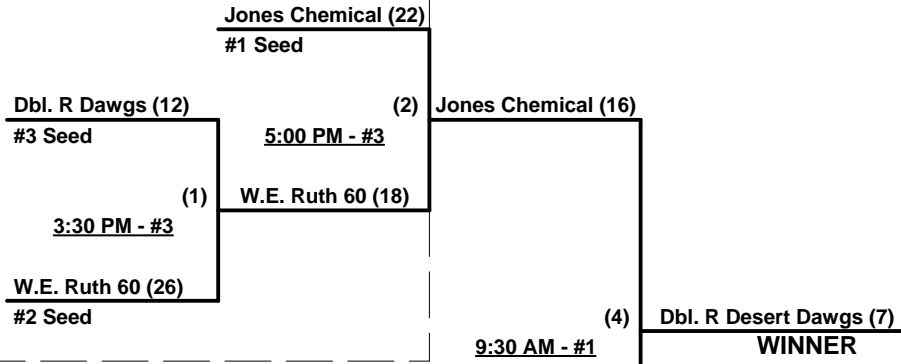 Jones Chemical (22)
#1 Seed
Dbl. R Dawgs (12)
#3 Seed
(2)
5:00 PM - #3
Jones Chemical (16)
(1)
3:30 PM - #3
W.E. Ruth 60 (18)
W.E. Ruth 60 (26)
#2 Seed
(4)
9:30 AM - #1
Dbl. R Desert Dawgs (7)
WINNER